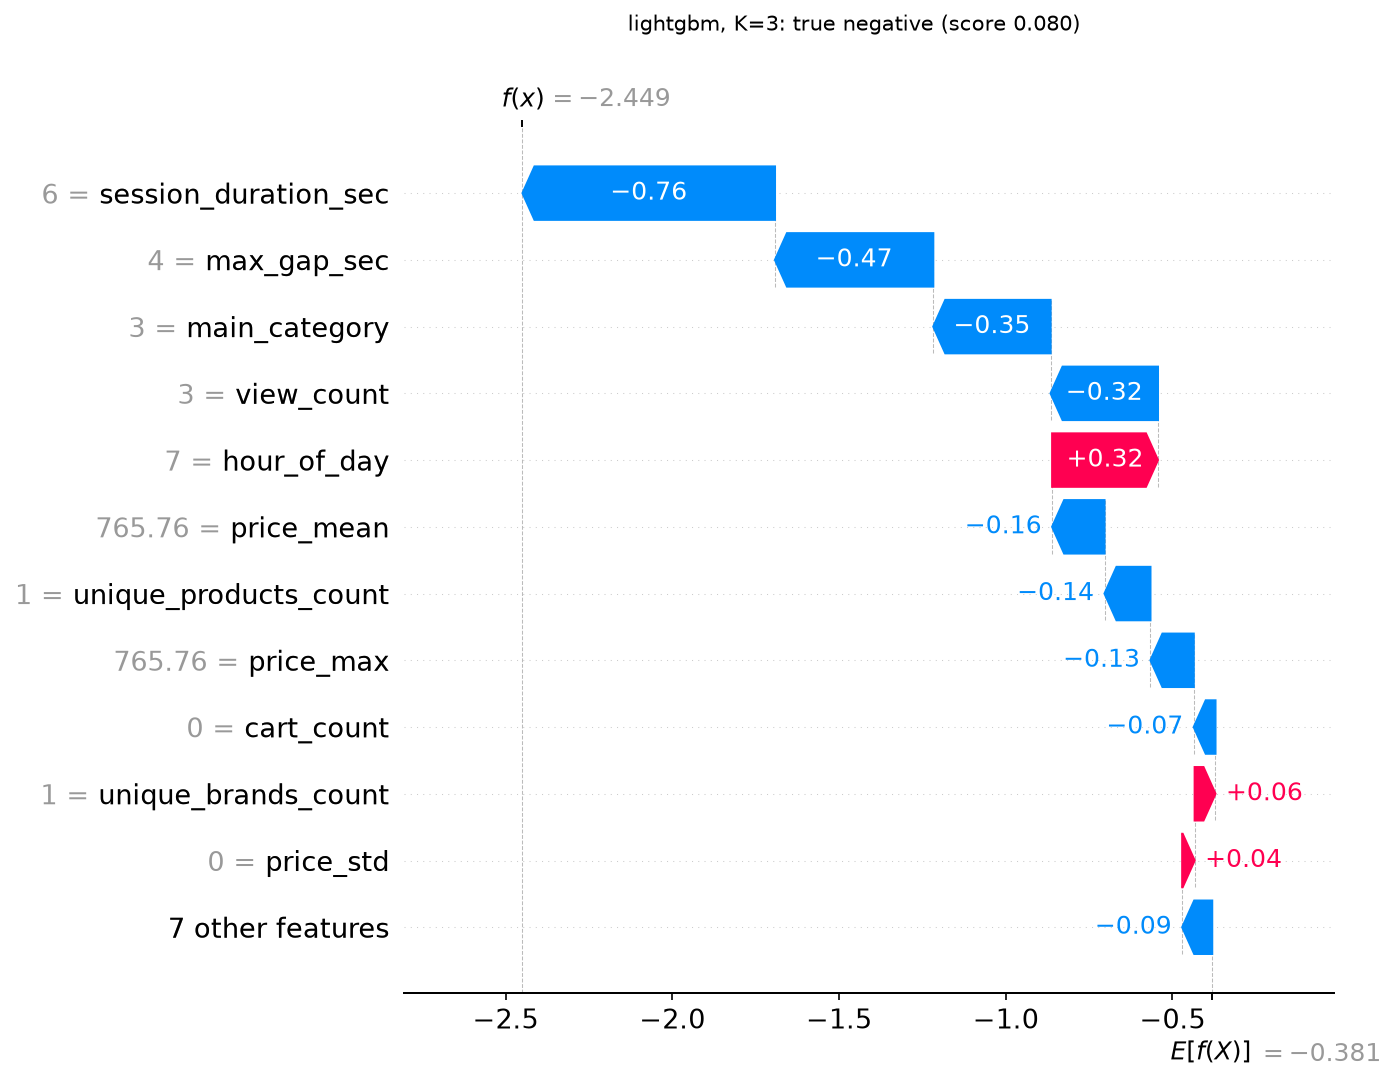 lightgbm, K=3: true negative (score 0.080)
f(x) = −2.449
6 = session_duration_sec −0.76
4 = max_gap_sec −0.47
3 = main_category −0.35
3 = view_count −0.32
7 = hour_of_day +0.32
765.76 = price_mean −0.16
1 = unique_products_count −0.14
765.76 = price_max −0.13
0 = cart_count −0.07
1 = unique_brands_count +0.06
0 = price_std +0.04
7 other features −0.09
−2.5 −2.0 −1.5 −1.0 −0.5
E[f(X)] = −0.381